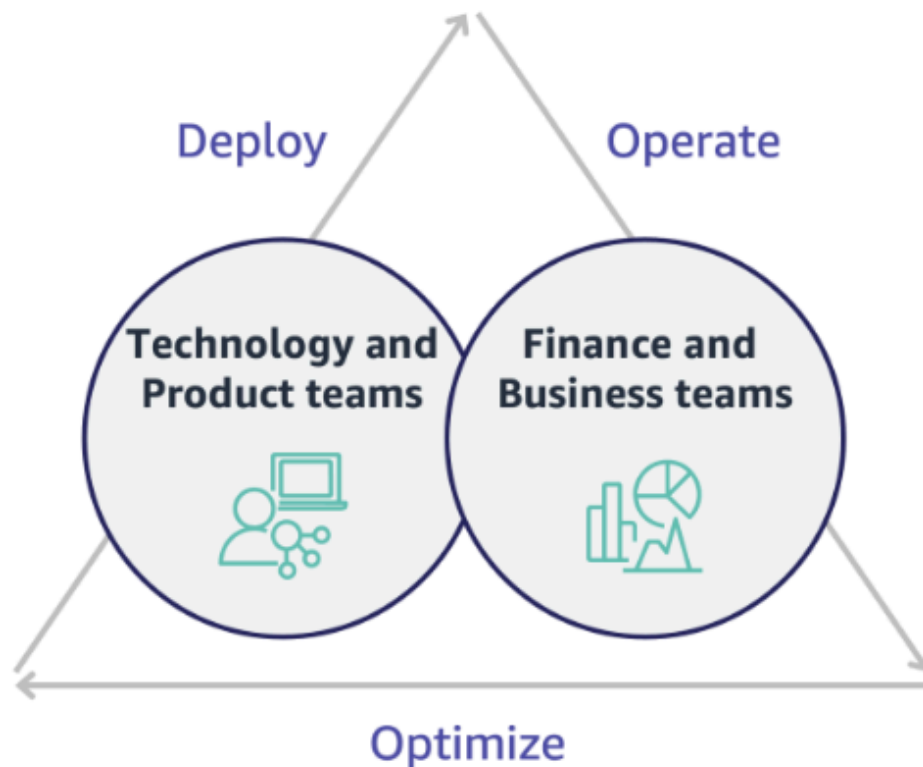 Deploy
Operate
Technology and
Product teams
Finance and
Business teams
Optimize